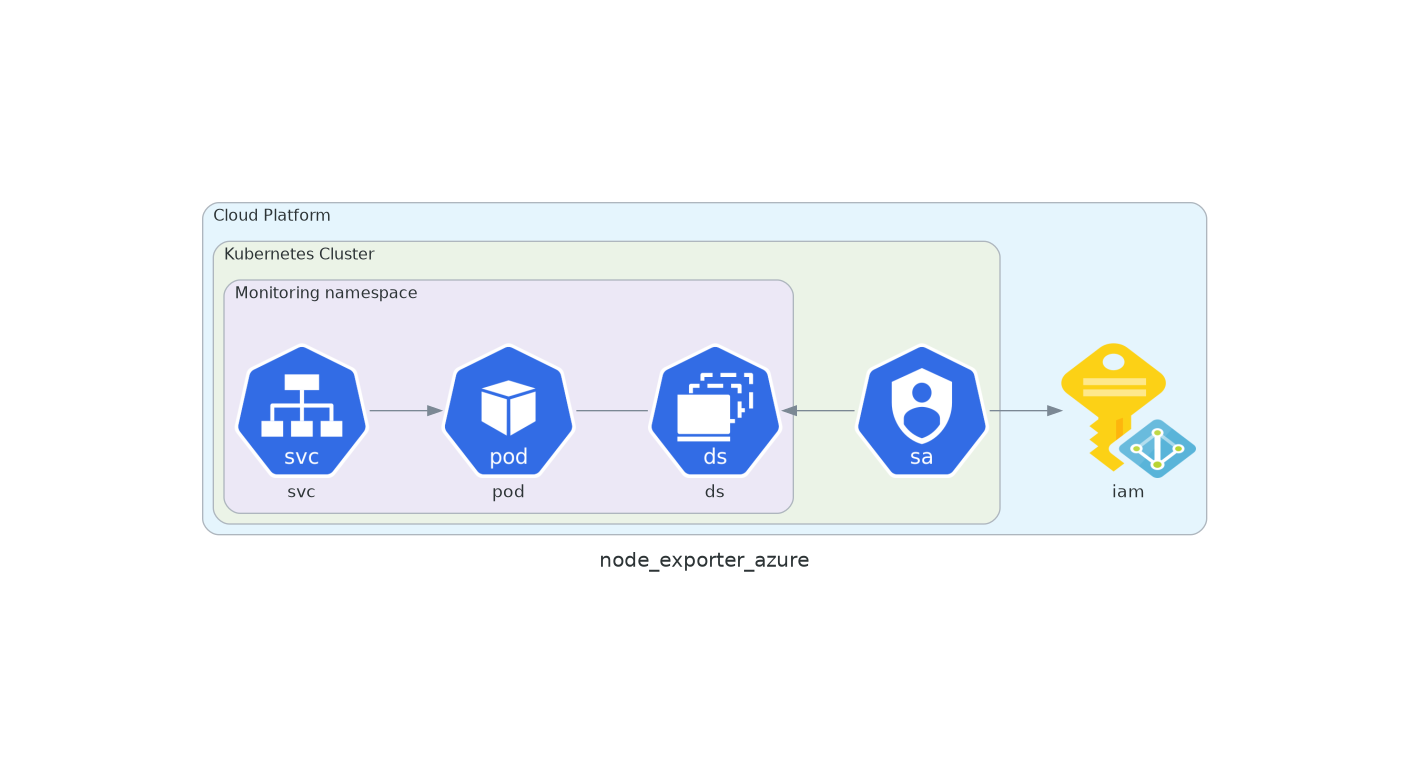 Cloud Platform
Kubernetes Cluster
Monitoring namespace
svc pod ds sa
svc pod ds iam
node_exporter_azure